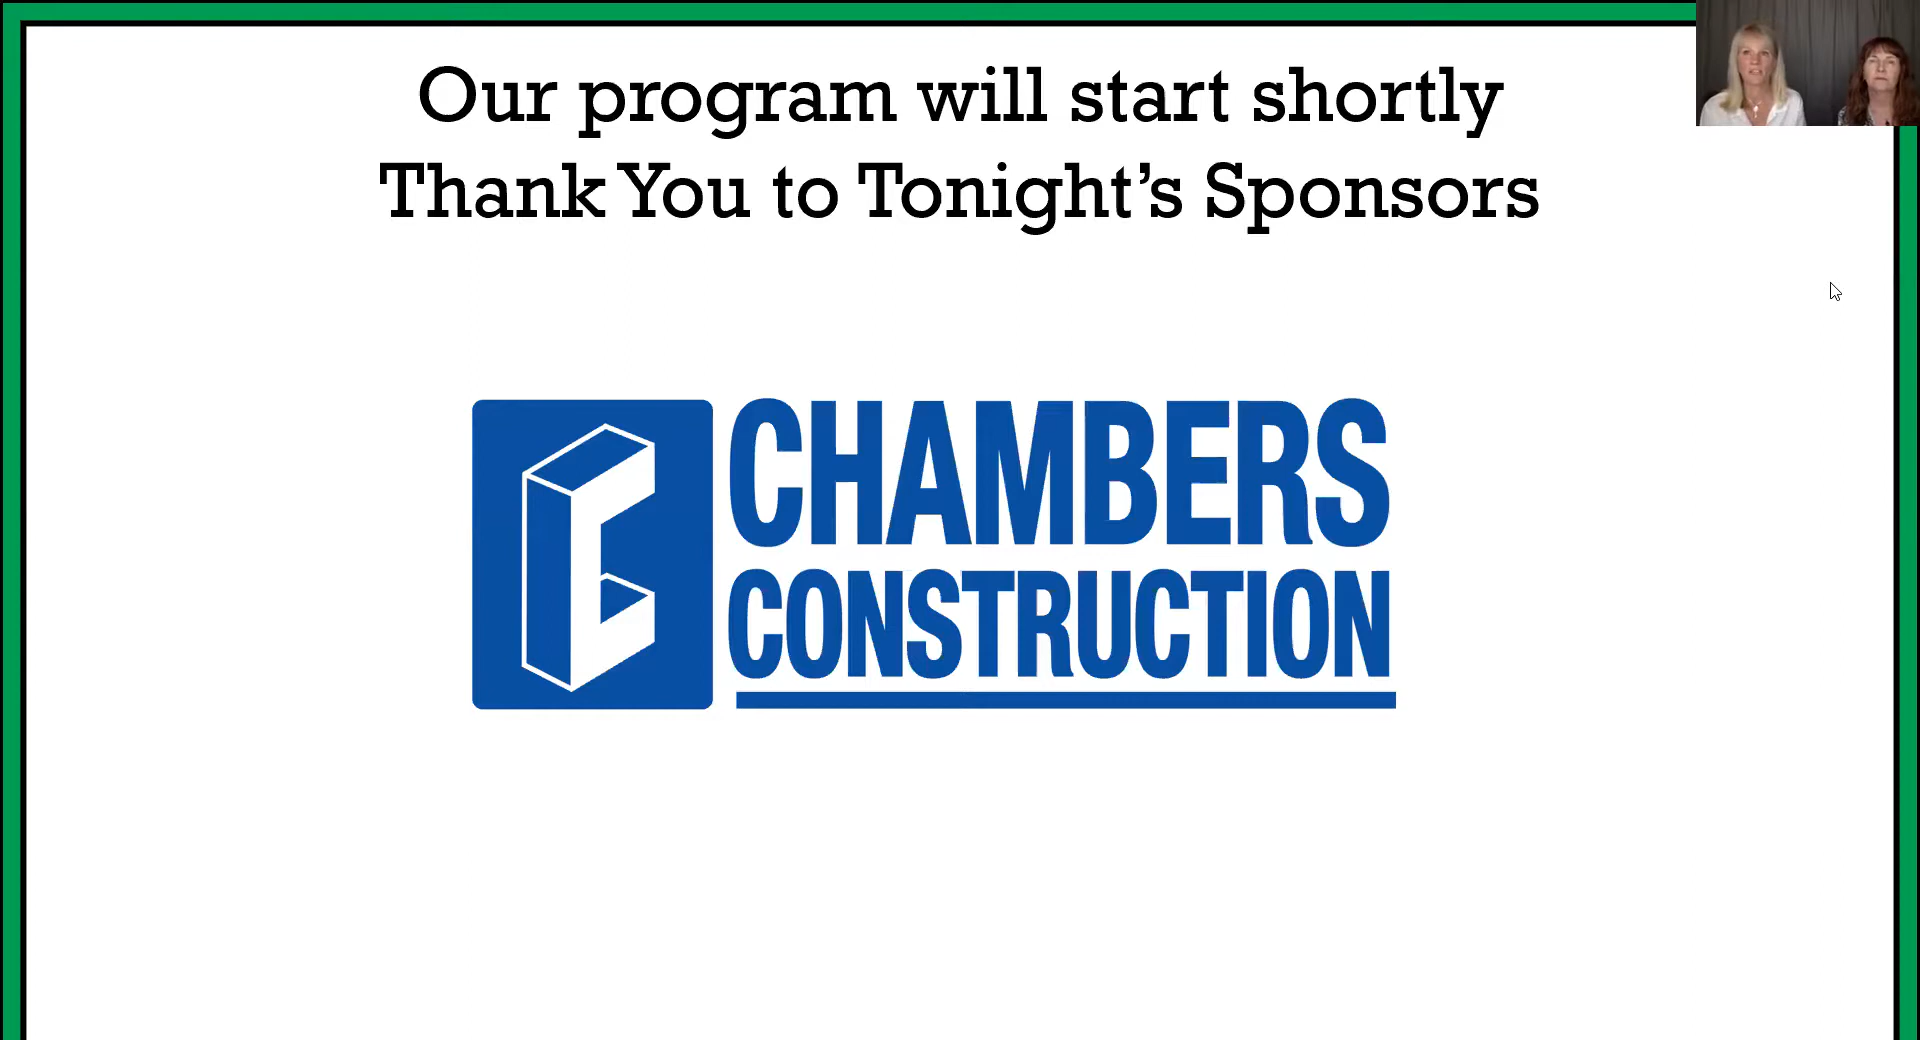 Our program will start shortly
Thank You to Tonight’s Sponsors
CHAMBERS
CONSTRUCTION